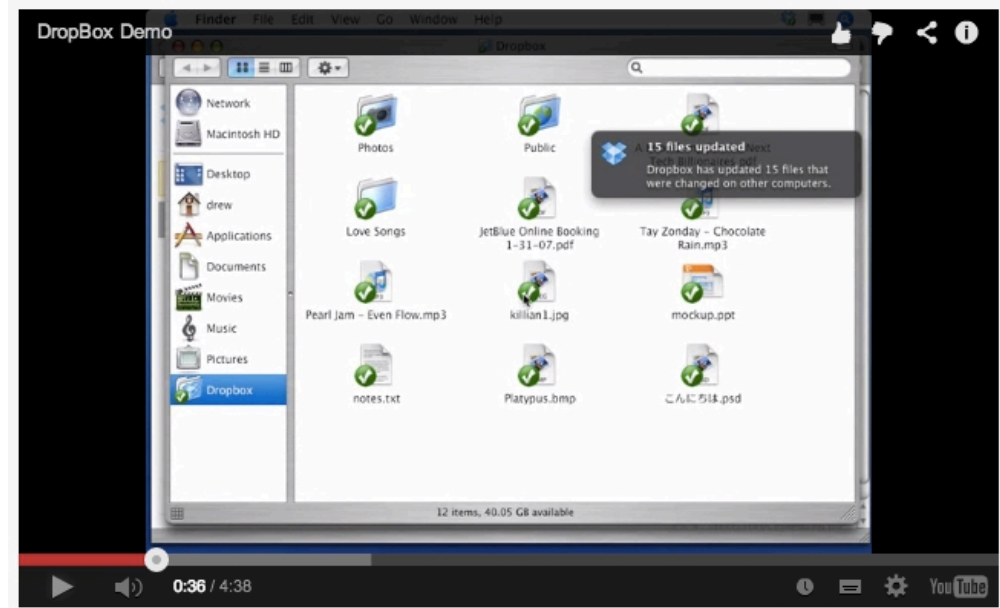 Finder File Edit View Go Window Help
DropBox Demo
Dropbox
Network
Macintosh HD
Desktop
drew
Applications
Documents
Movies
Music
Pictures
Dropbox
Photos
Public
Next
Tech Billionaires.pdf
15 files updated
Dropbox has updated 15 files that
were changed on other computers.
Love Songs
JetBlue Online Booking
1-31-07.pdf
Tay Zonday - Chocolate
Rain.mp3
Pearl Jam - Even Flow.mp3
killian1.jpg
mockup.ppt
notes.txt
Platypus.bmp
こんにちは.psd
12 items, 40.05 GB available
0:36 / 4:38
YouTube